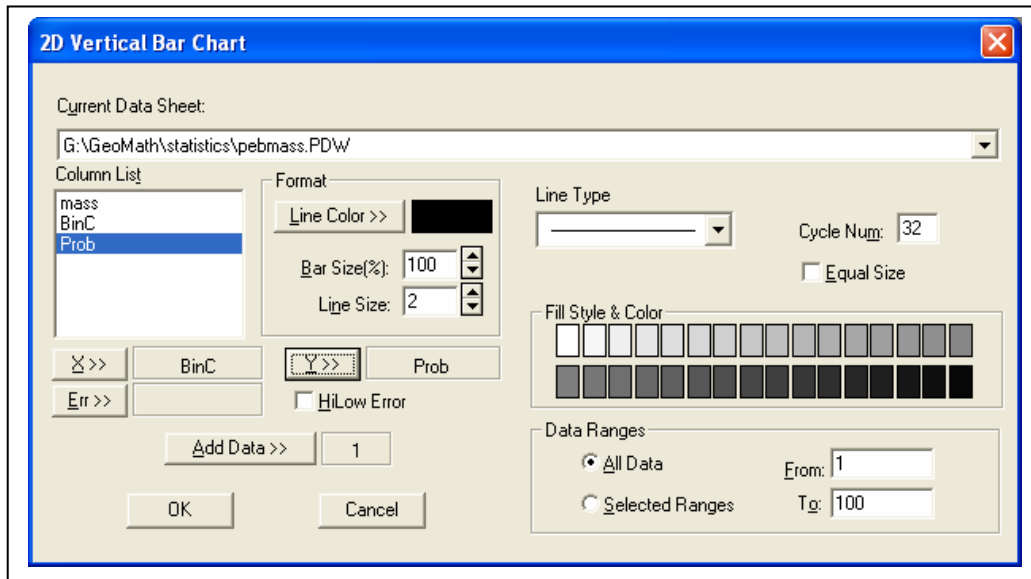 2D Vertical Bar Chart
Current Data Sheet:
G:\GeoMath\statistics\pebmass.PDW
Column List
mass
BinC
Prob
Format
Line Color >>
Bar Size(%): 100
Line Size: 2
Line Type
Cycle Num: 32
Equal Size
Fill Style & Color
X >> BinC
Y >> Prob
Err >>
HiLow Error
Add Data >> 1
Data Ranges
All Data
From: 1
Selected Ranges
To: 100
OK
Cancel